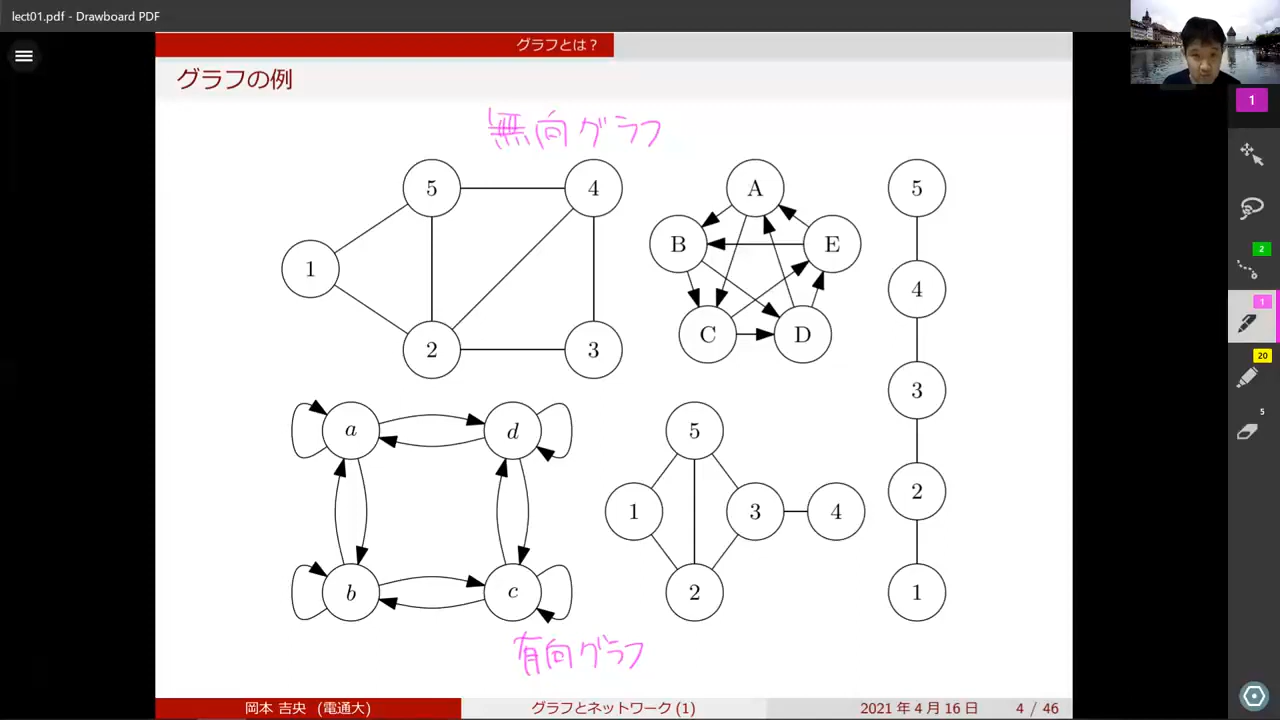 lect01.pdf - Drawboard PDF
グラフとは？
グラフの例
無向グラフ
5
4
1
2
3
A
B
E
C
D
5
4
3
2
1
a
d
b
c
5
1
3
4
2
有向グラフ
岡本 吉央 (電通大)
グラフとネットワーク (1)
2021 年 4 月 16 日
4 / 46
1
2
1
20
5